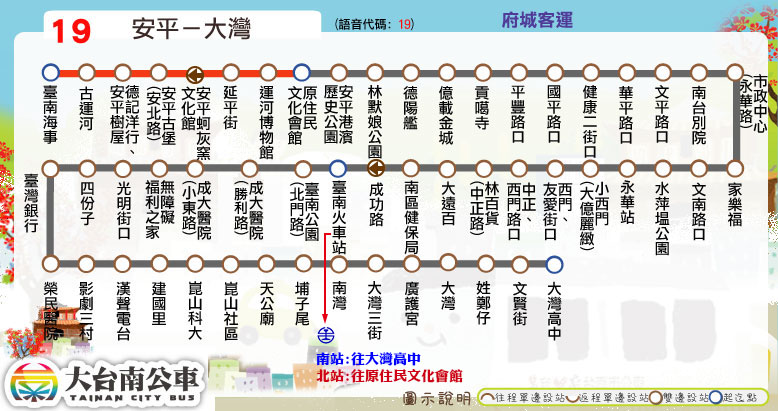 19
安平－大灣
(語音代碼: 19)
府城客運
臺南海事
古運河
德記洋行、
安平樹屋
安平古堡
(安北路)
安平蚵灰窯
文化館
延平街
運河博物館
原住民
文化會館
安平港濱
歷史公園
林默娘公園
德陽艦
億載金城
貢噶寺
平豐路口
國平路口
健康二街口
華平路口
文平路口
南台別院
市政中心
(永華路)
家樂福
文南路口
水萍塭公園
永華站
小西門
(大億麗緻)
西門、
友愛街口
中正、
西門路口
林百貨
(中正路)
大遠百
南區健保局
成功路
臺南火車站
臺南公園
(北門路)
成大醫院
(勝利路)
成大醫院
(小東路)
無障礙
福利之家
光明街口
四份子
臺灣銀行
榮民醫院
影劇三村
漢聲電台
建國里
崑山科大
崑山社區
天公廟
埔子尾
南灣
大灣三街
廣護宮
大灣
姓鄭仔
文賢街
大灣高中
南站:往大灣高中
北站:往原住民文化會館
大台南公車
TAINAN CITY BUS
圖示說明
往程單邊設站
返程單邊設站
雙邊設站
起迄點